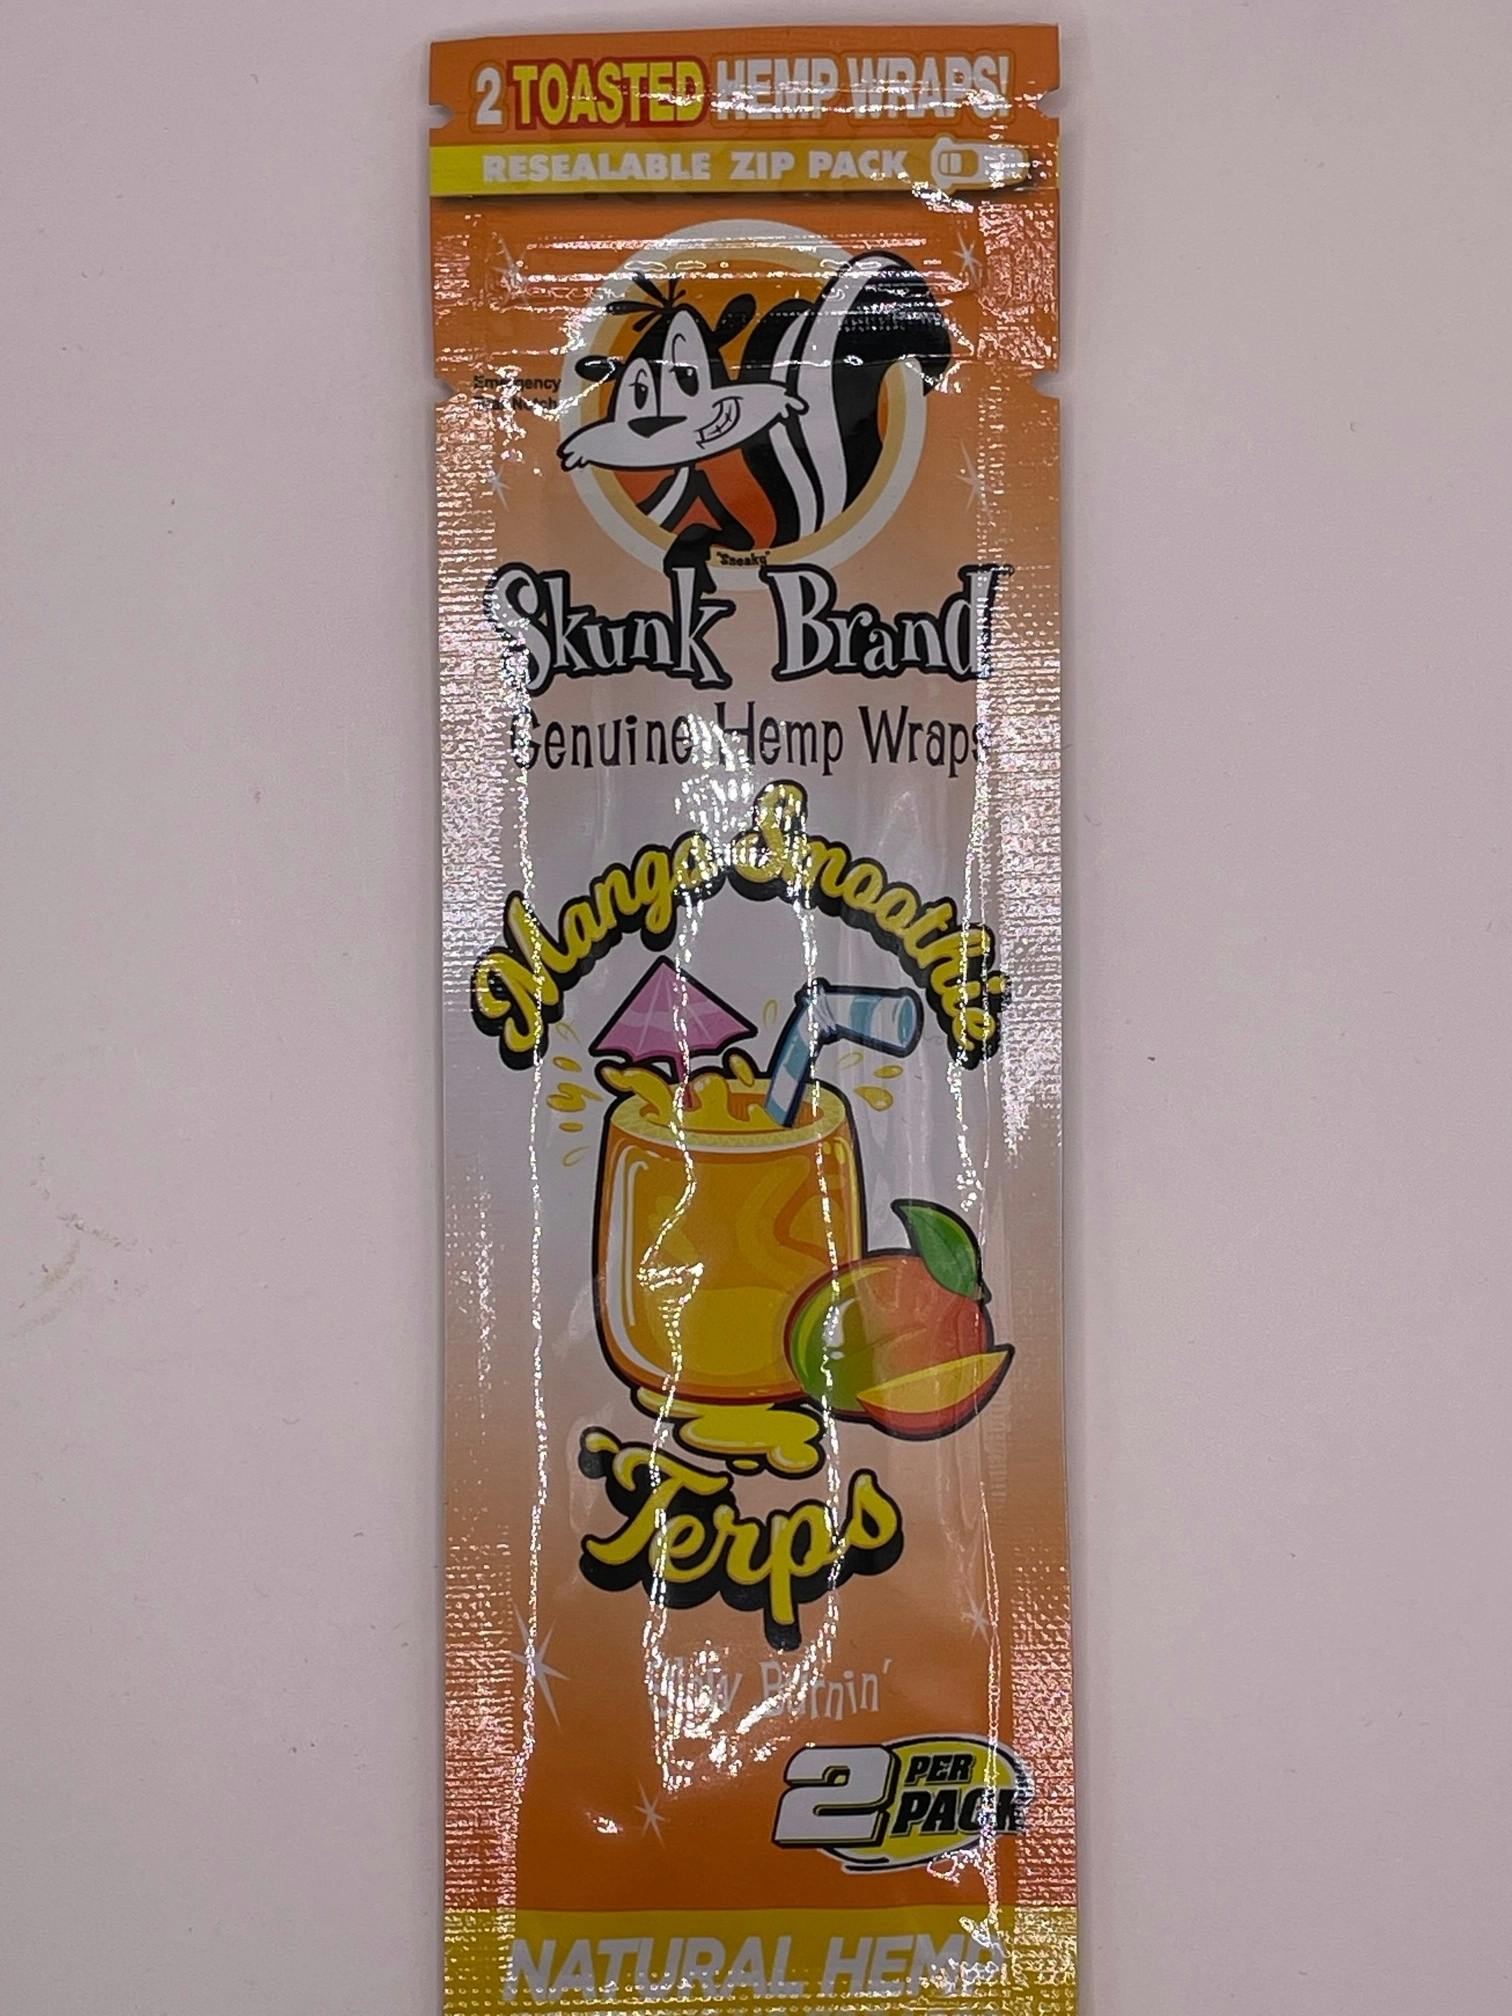 2 TOASTED HEMP WRAPS!
RESEALABLE ZIP PACK
Emergency
Tear Notch
"Sneaky"
Skunk Brand
Genuine Hemp Wraps
Mango Smoothie
Terps
Slow Burnin'
2 PER
PACK
NATURAL HEMP